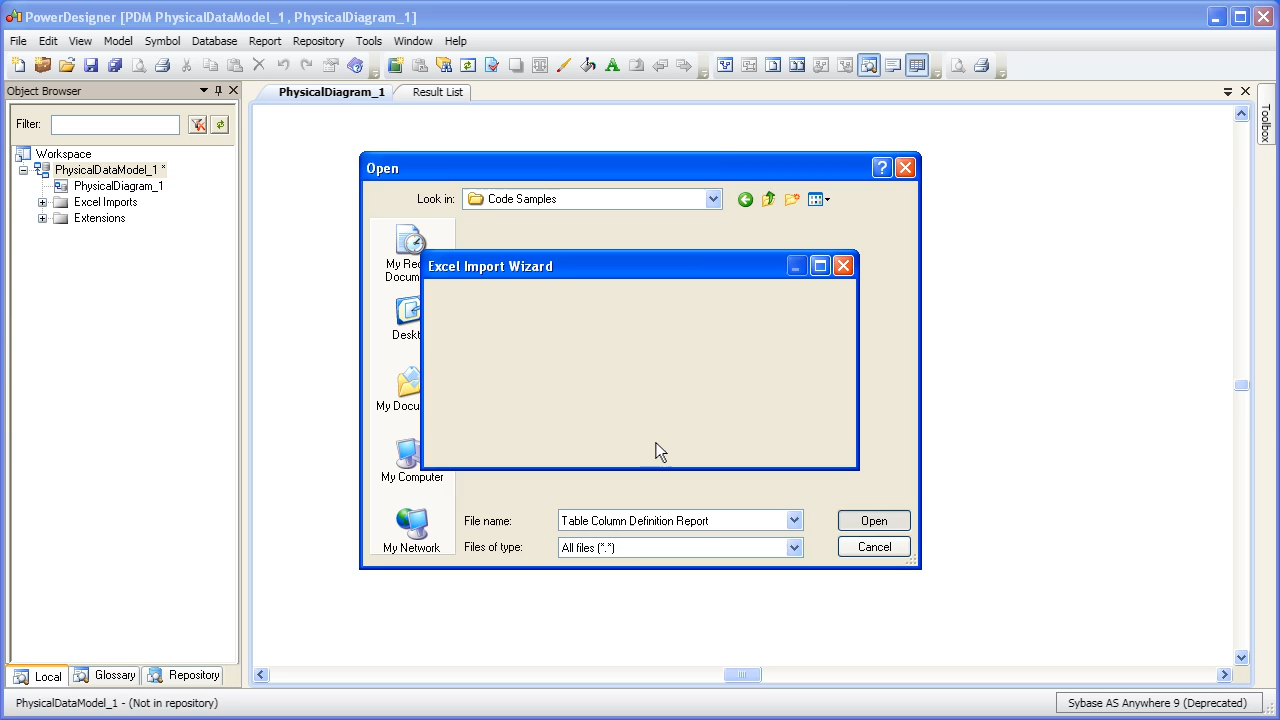 PowerDesigner [PDM PhysicalDataModel_1, PhysicalDiagram_1]
File Edit View Model Symbol Database Report Repository Tools Window Help
Object Browser
PhysicalDiagram_1 Result List
Toolbox
Filter:
Workspace
PhysicalDataModel_1 *
PhysicalDiagram_1
Excel Imports
Extensions
Open
Look in: Code Samples
My Rec
Docum
Deskt
My Docu
My Computer
My Network
Excel Import Wizard
File name: Table Column Definition Report Open
Files of type: All files (*.*) Cancel
Local Glossary Repository
PhysicalDataModel_1 - (Not in repository) Sybase AS Anywhere 9 (Deprecated)